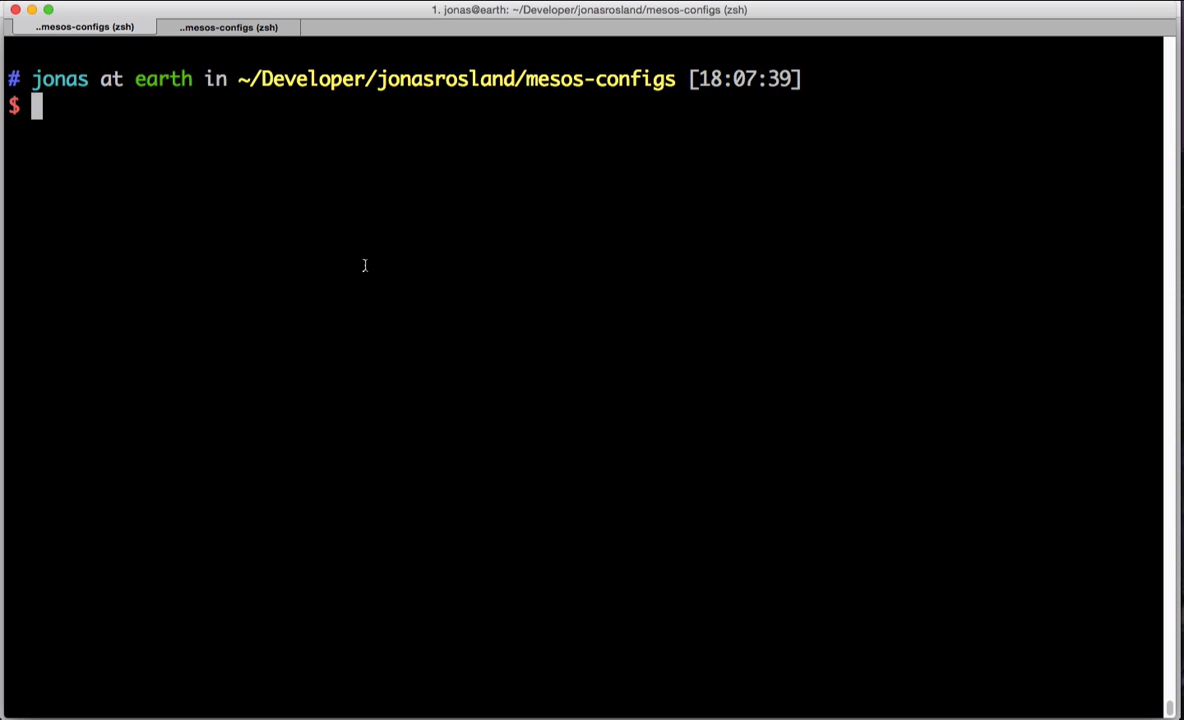 1. jonas@earth: ~/Developer/jonasrosland/mesos-configs (zsh)
..mesos-configs (zsh) ..mesos-configs (zsh)
# jonas at earth in ~/Developer/jonasrosland/mesos-configs [18:07:39]
$